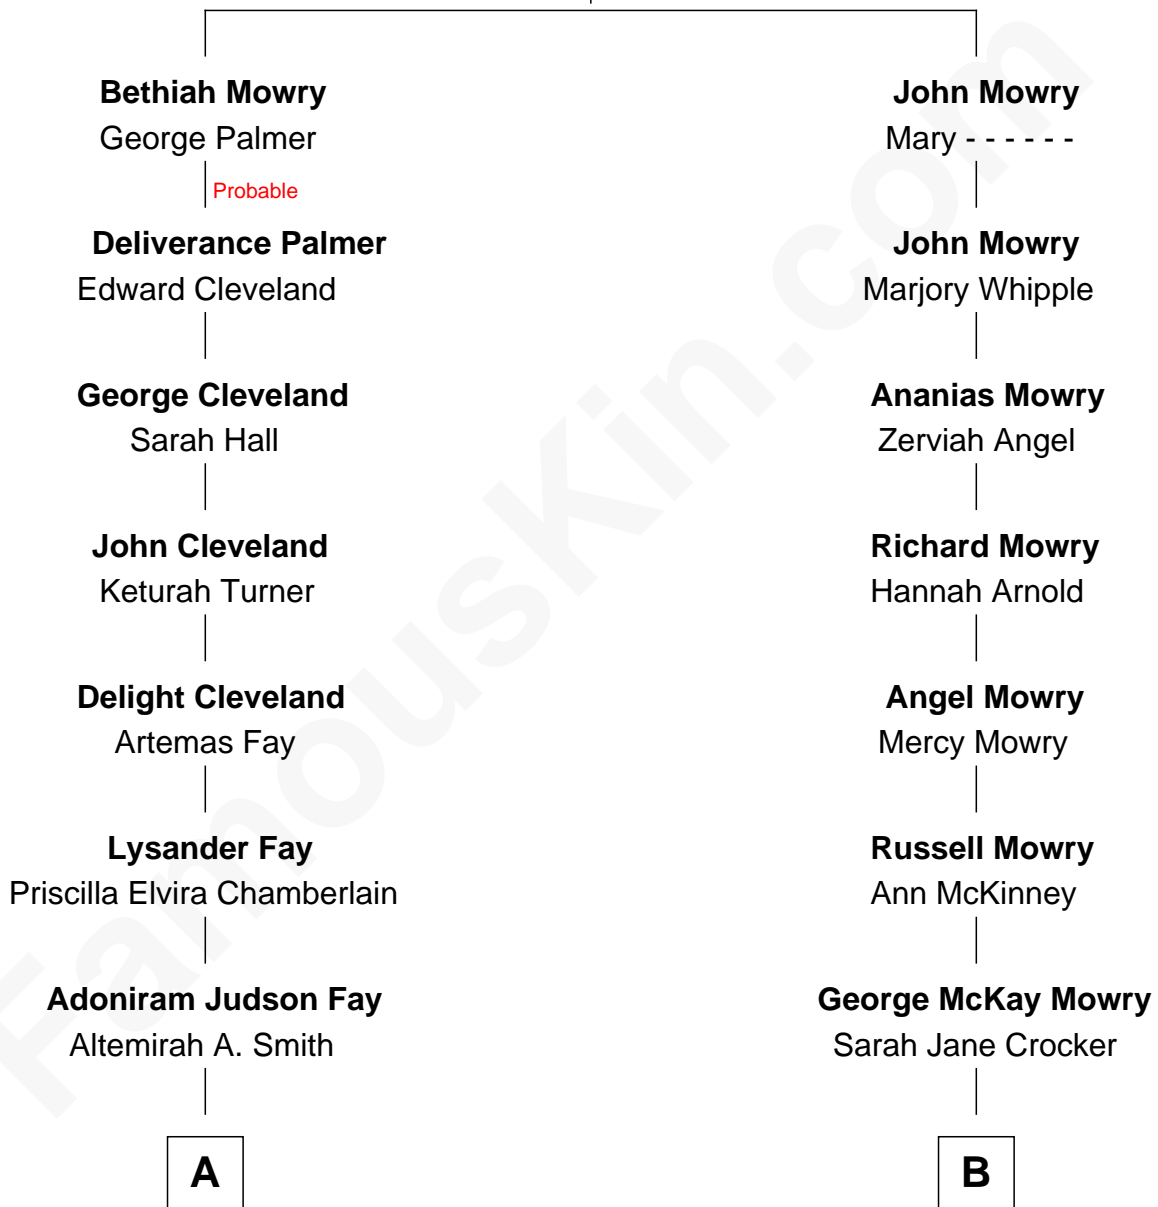 Bethiah Mowry
George Palmer
Probable
Deliverance Palmer
Edward Cleveland
George Cleveland
Sarah Hall
John Cleveland
Keturah Turner
Delight Cleveland
Artemas Fay
Lysander Fay
Priscilla Elvira Chamberlain
Adoniram Judson Fay
Altemirah A. Smith
A
John Mowry
Mary - - - - - -
John Mowry
Marjory Whipple
Ananias Mowry
Zerviah Angel
Richard Mowry
Hannah Arnold
Angel Mowry
Mercy Mowry
Russell Mowry
Ann McKinney
George McKay Mowry
Sarah Jane Crocker
B
FamousKin.com